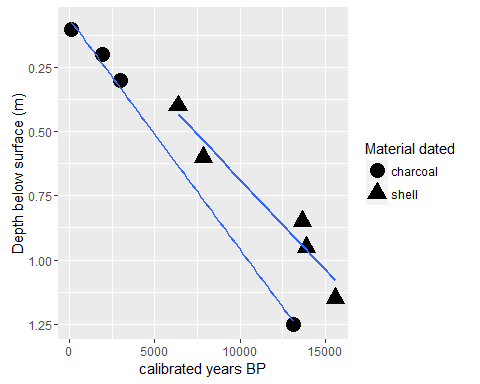 Depth below surface (m)
0.25
0.50
0.75
1.00
1.25
0 5000 10000 15000
calibrated years BP
Material dated
charcoal
shell